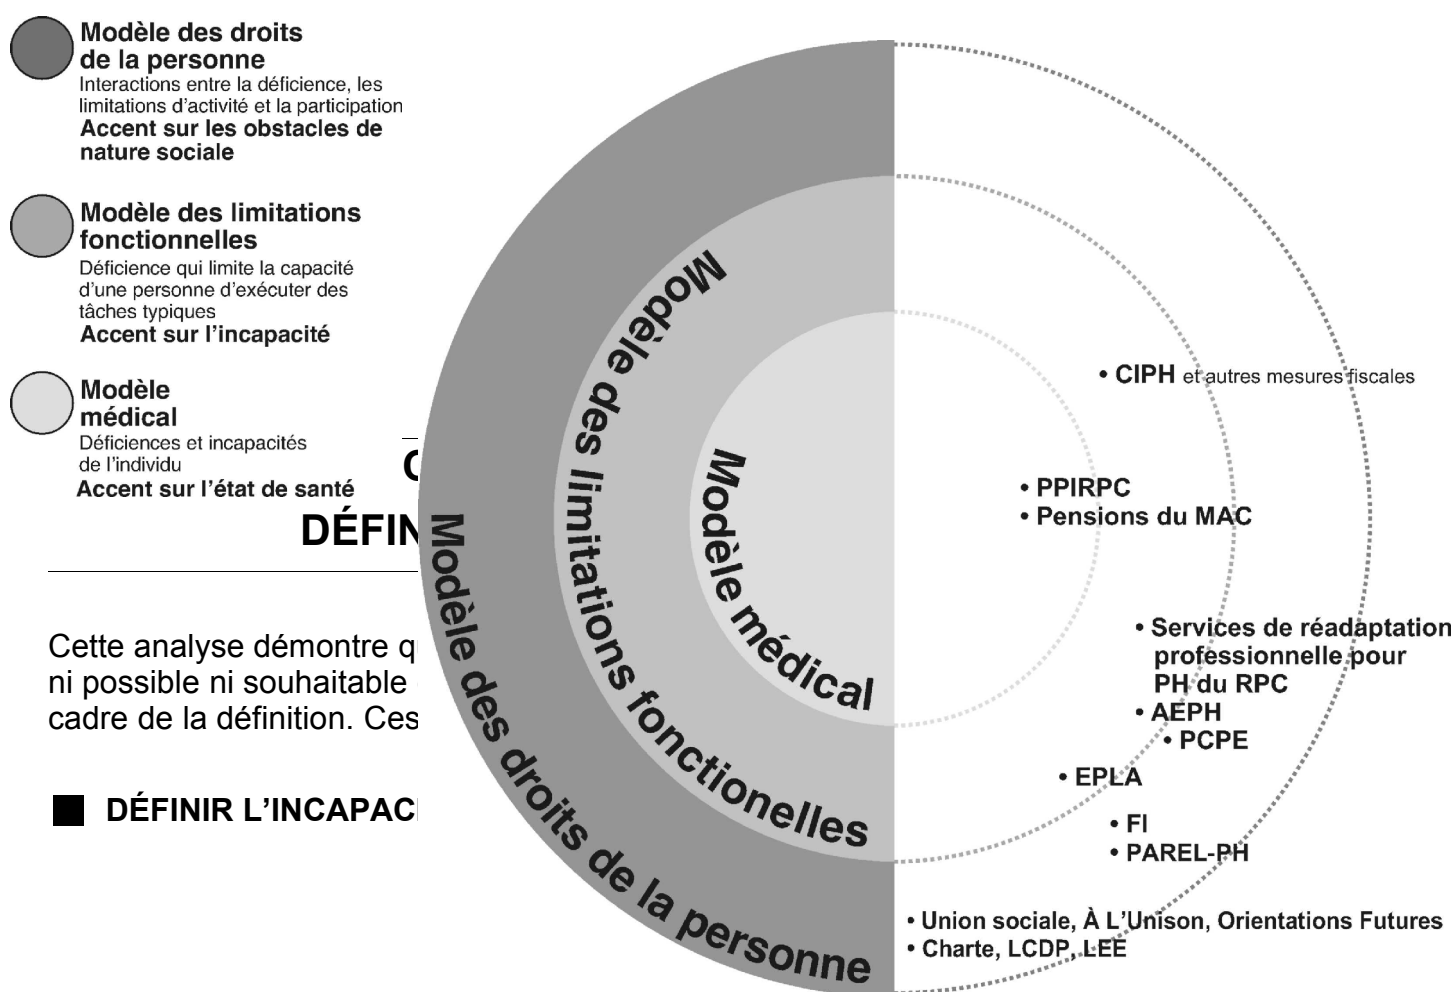 Modèle des droits
de la personne
Interactions entre la déficience, les
limitations d'activité et la participation
Accent sur les obstacles de
nature sociale
Modèle des limitations
fonctionnelles
Déficience qui limite la capacité
d'une personne d'exécuter des
tâches typiques
Accent sur l'incapacité
Modèle
médical
Déficiences et incapacités
de l'individu
Accent sur l'état de santé
DÉFIN
Cette analyse démontre
ni possible ni souhaitable
cadre de la définition. Ces
DÉFINIR L'INCAPAC
Modèle des droits de la personne
Modèle des limitations fonctionelles
Modèle médical
• CIPH et autres mesures fiscales
• PPIRPC
• Pensions du MAC
• Services de réadaptation
professionnelle pour
PH du RPC
• AEPH
• PCPE
• EPLA
• FI
• PAREL-PH
• Union sociale, À L'Unison, Orientations Futures
• Charte, LCDP, LEE